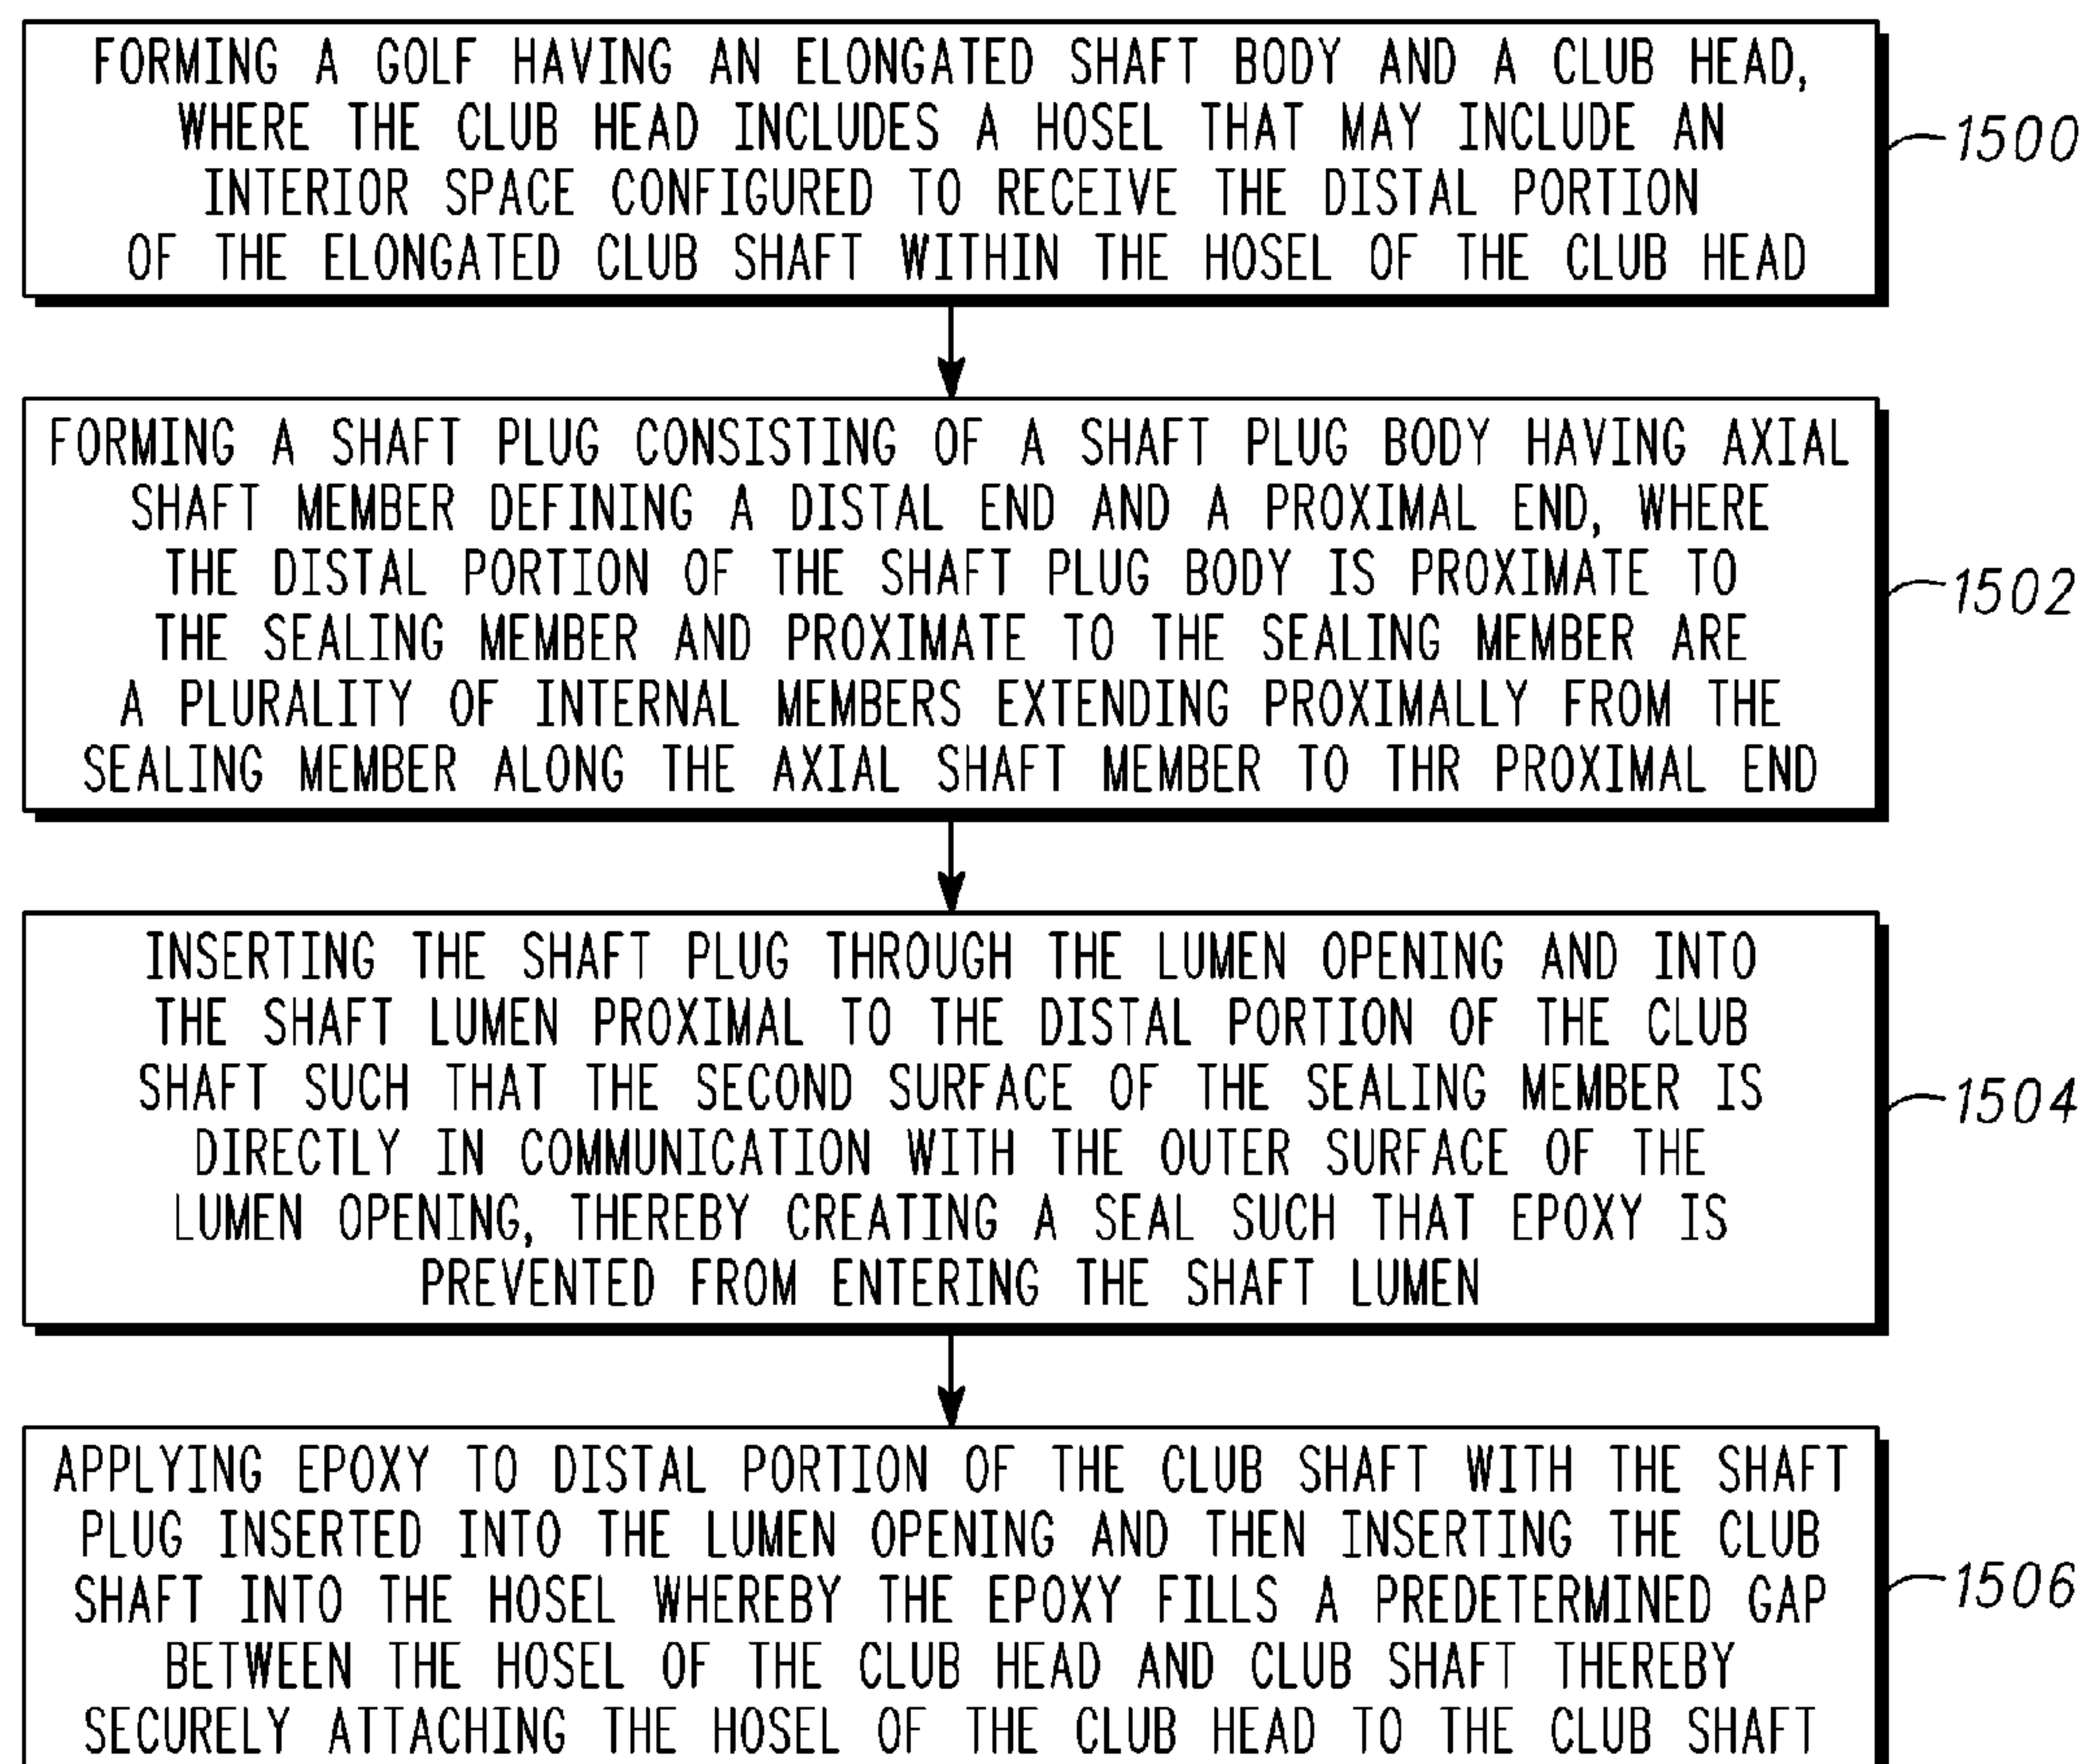 FORMING A GOLF HAVING AN ELONGATED SHAFT BODY AND A CLUB HEAD,
WHERE THE CLUB HEAD INCLUDES A HOSEL THAT MAY INCLUDE AN
INTERIOR SPACE CONFIGURED TO RECEIVE THE DISTAL PORTION
OF THE ELONGATED CLUB SHAFT WITHIN THE HOSEL OF THE CLUB HEAD
1500
FORMING A SHAFT PLUG CONSISTING OF A SHAFT PLUG BODY HAVING AXIAL
SHAFT MEMBER DEFINING A DISTAL END AND A PROXIMAL END, WHERE
THE DISTAL PORTION OF THE SHAFT PLUG BODY IS PROXIMATE TO
THE SEALING MEMBER AND PROXIMATE TO THE SEALING MEMBER ARE
A PLURALITY OF INTERNAL MEMBERS EXTENDING PROXIMALLY FROM THE
SEALING MEMBER ALONG THE AXIAL SHAFT MEMBER TO THR PROXIMAL END
1502
INSERTING THE SHAFT PLUG THROUGH THE LUMEN OPENING AND INTO
THE SHAFT LUMEN PROXIMAL TO THE DISTAL PORTION OF THE CLUB
SHAFT SUCH THAT THE SECOND SURFACE OF THE SEALING MEMBER IS
DIRECTLY IN COMMUNICATION WITH THE OUTER SURFACE OF THE
LUMEN OPENING, THEREBY CREATING A SEAL SUCH THAT EPOXY IS
PREVENTED FROM ENTERING THE SHAFT LUMEN
1504
APPLYING EPOXY TO DISTAL PORTION OF THE CLUB SHAFT WITH THE SHAFT
PLUG INSERTED INTO THE LUMEN OPENING AND THEN INSERTING THE CLUB
SHAFT INTO THE HOSEL WHEREBY THE EPOXY FILLS A PREDETERMINED GAP
BETWEEN THE HOSEL OF THE CLUB HEAD AND CLUB SHAFT THEREBY
SECURELY ATTACHING THE HOSEL OF THE CLUB HEAD TO THE CLUB SHAFT
1506